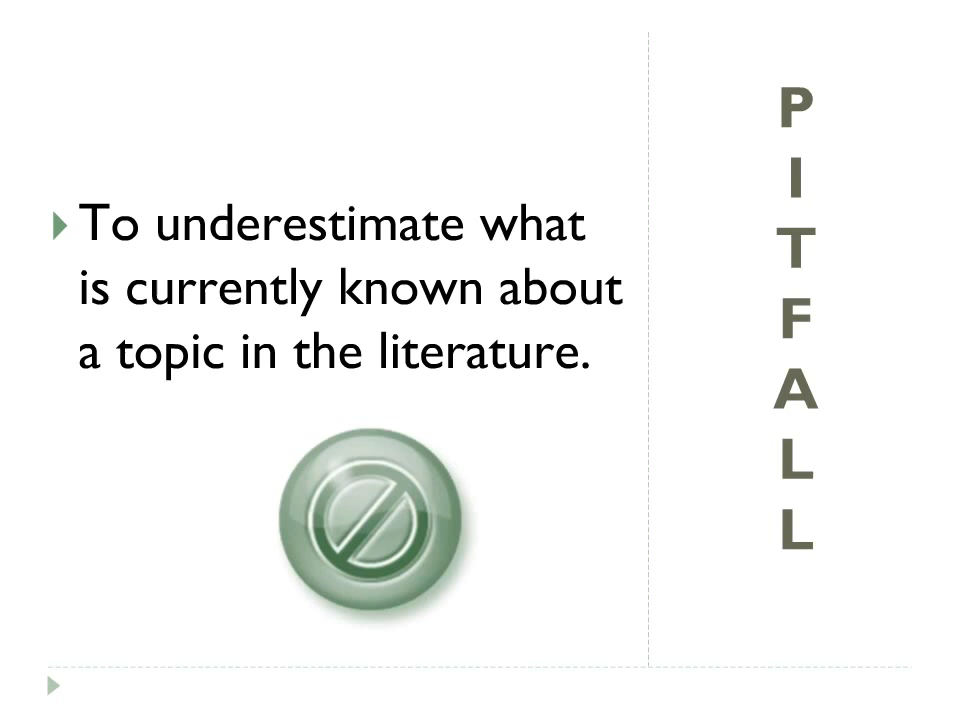 To underestimate what
is currently known about
a topic in the literature.
P
I
T
F
A
L
L